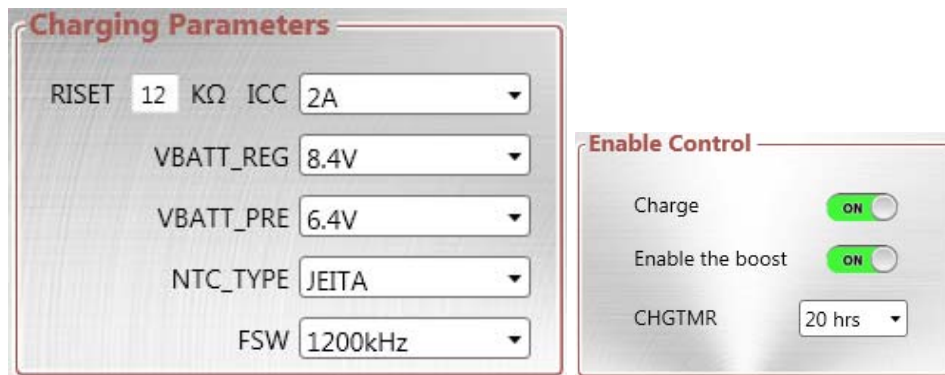 Charging Parameters
RISET 12 KΩ ICC 2A
VBATT_REG 8.4V
VBATT_PRE 6.4V
NTC_TYPE JEITA
FSW 1200kHz
Enable Control
Charge ON
Enable the boost ON
CHGTMR 20 hrs